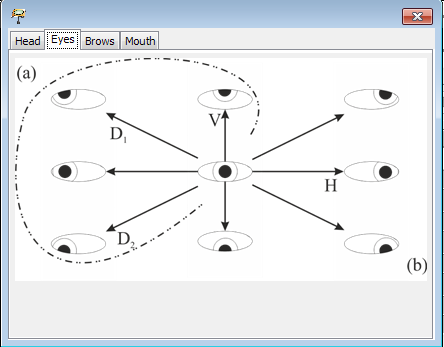 Head Eyes Brows Mouth
(a)
V
D1
H
D2
(b)